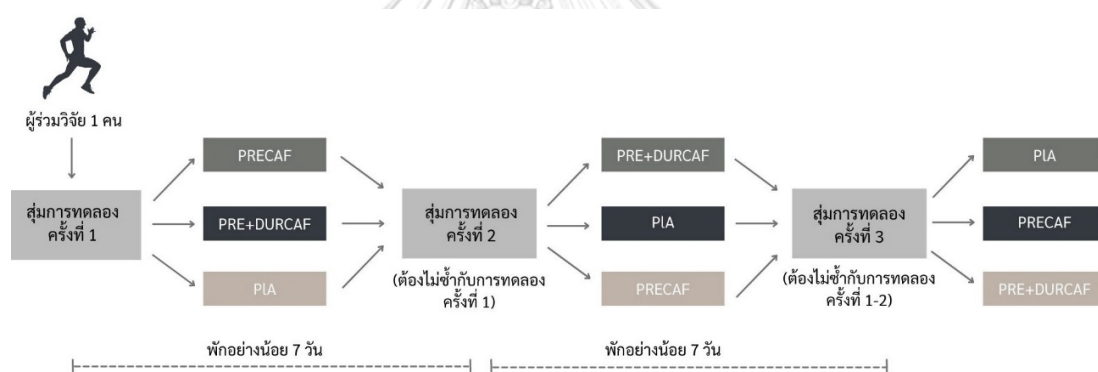 ผู้ร่วมวิจัย 1 คน
สุ่มการทดลอง
ครั้งที่ 1
PRECAF
PRE+DURCAF
PlA
สุ่มการทดลอง
ครั้งที่ 2
(ต้องไม่ซ้ำกับการทดลอง
ครั้งที่ 1)
PRE+DURCAF
PlA
PRECAF
สุ่มการทดลอง
ครั้งที่ 3
(ต้องไม่ซ้ำกับการทดลอง
ครั้งที่ 1-2)
PlA
PRECAF
PRE+DURCAF
พักอย่างน้อย 7 วัน
พักอย่างน้อย 7 วัน